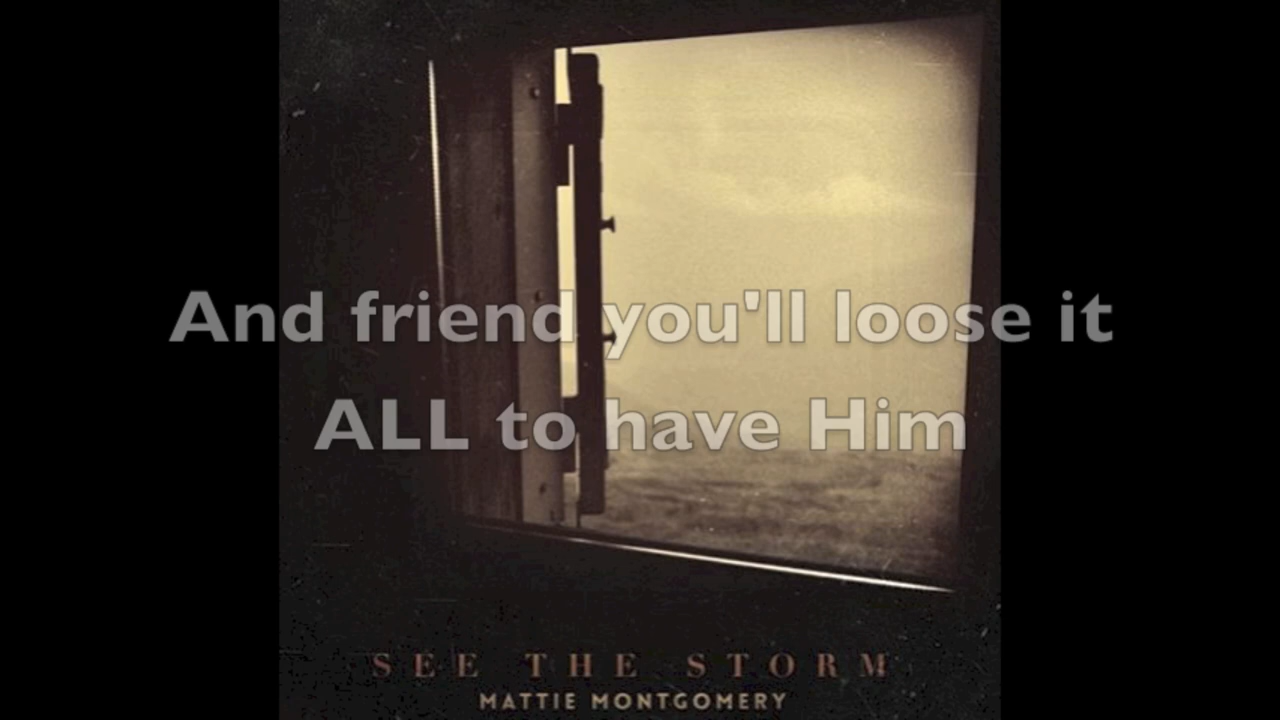 And friend you'll loose it
ALL to have Him
SEE THE STORM
MATTIE MONTGOMERY